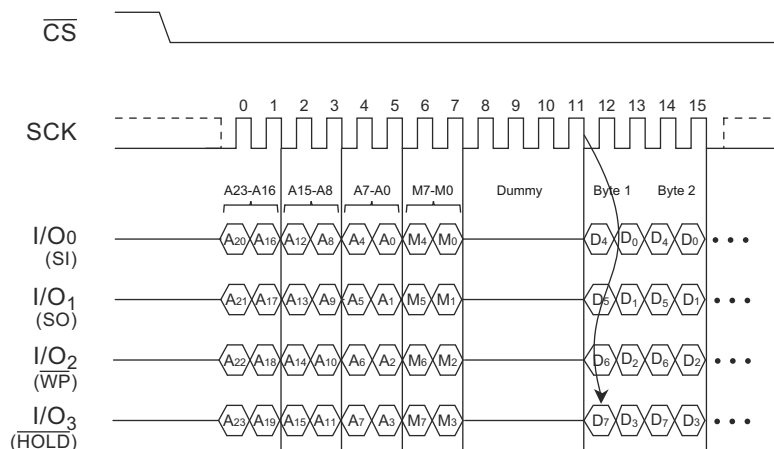 CS
0 1 2 3 4 5 6 7 8 9 10 11 12 13 14 15
SCK
A23-A16 A15-A8 A7-A0 M7-M0 Dummy Byte 1 Byte 2
I/O0 A20 A16 A12 A8 A4 A0 M4 M0 D4 D0 D4 D0
(SI)
I/O1 A21 A17 A13 A9 A5 A1 M5 M1 D5 D1 D5 D1
(SO)
I/O2 A22 A18 A14 A10 A6 A2 M6 M2 D6 D2 D6 D2
(WP)
I/O3 A23 A19 A15 A11 A7 A3 M7 M3 D7 D3 D7 D3
(HOLD)